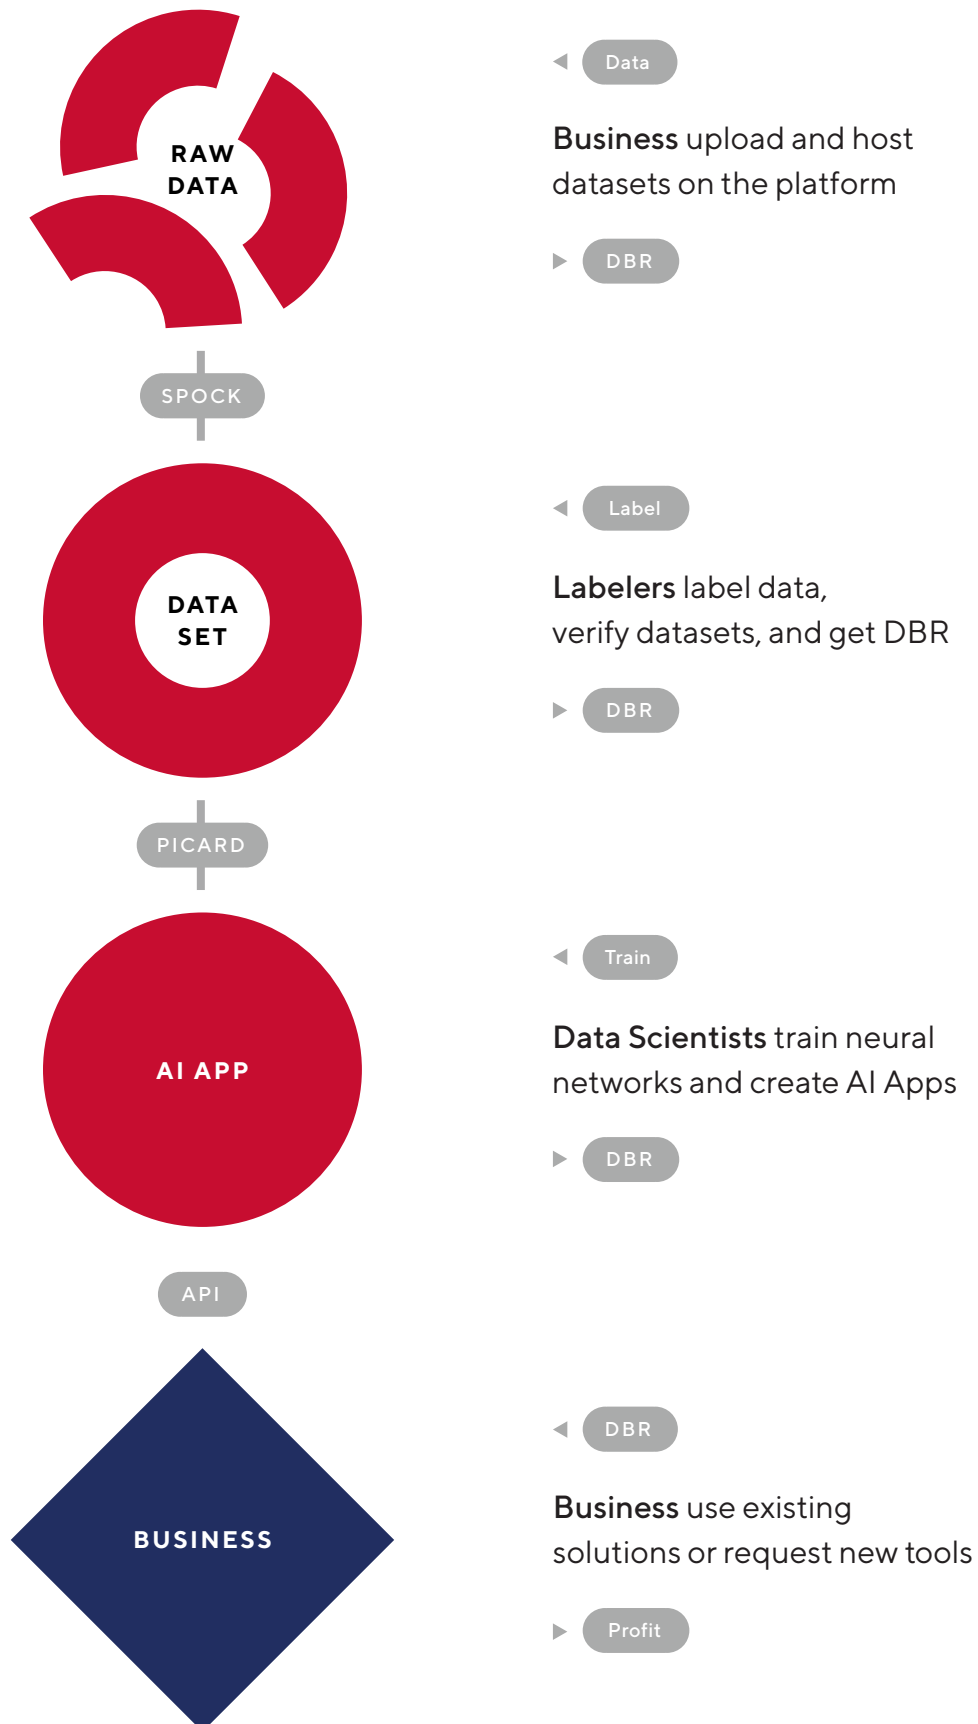 RAW
DATA
Data
Business upload and host
datasets on the platform
DBR
SPOCK
DATA
SET
Label
Labelers label data,
verify datasets, and get DBR
DBR
PICARD
AI APP
Train
Data Scientists train neural
networks and create AI Apps
DBR
API
BUSINESS
DBR
Business use existing
solutions or request new tools
Profit